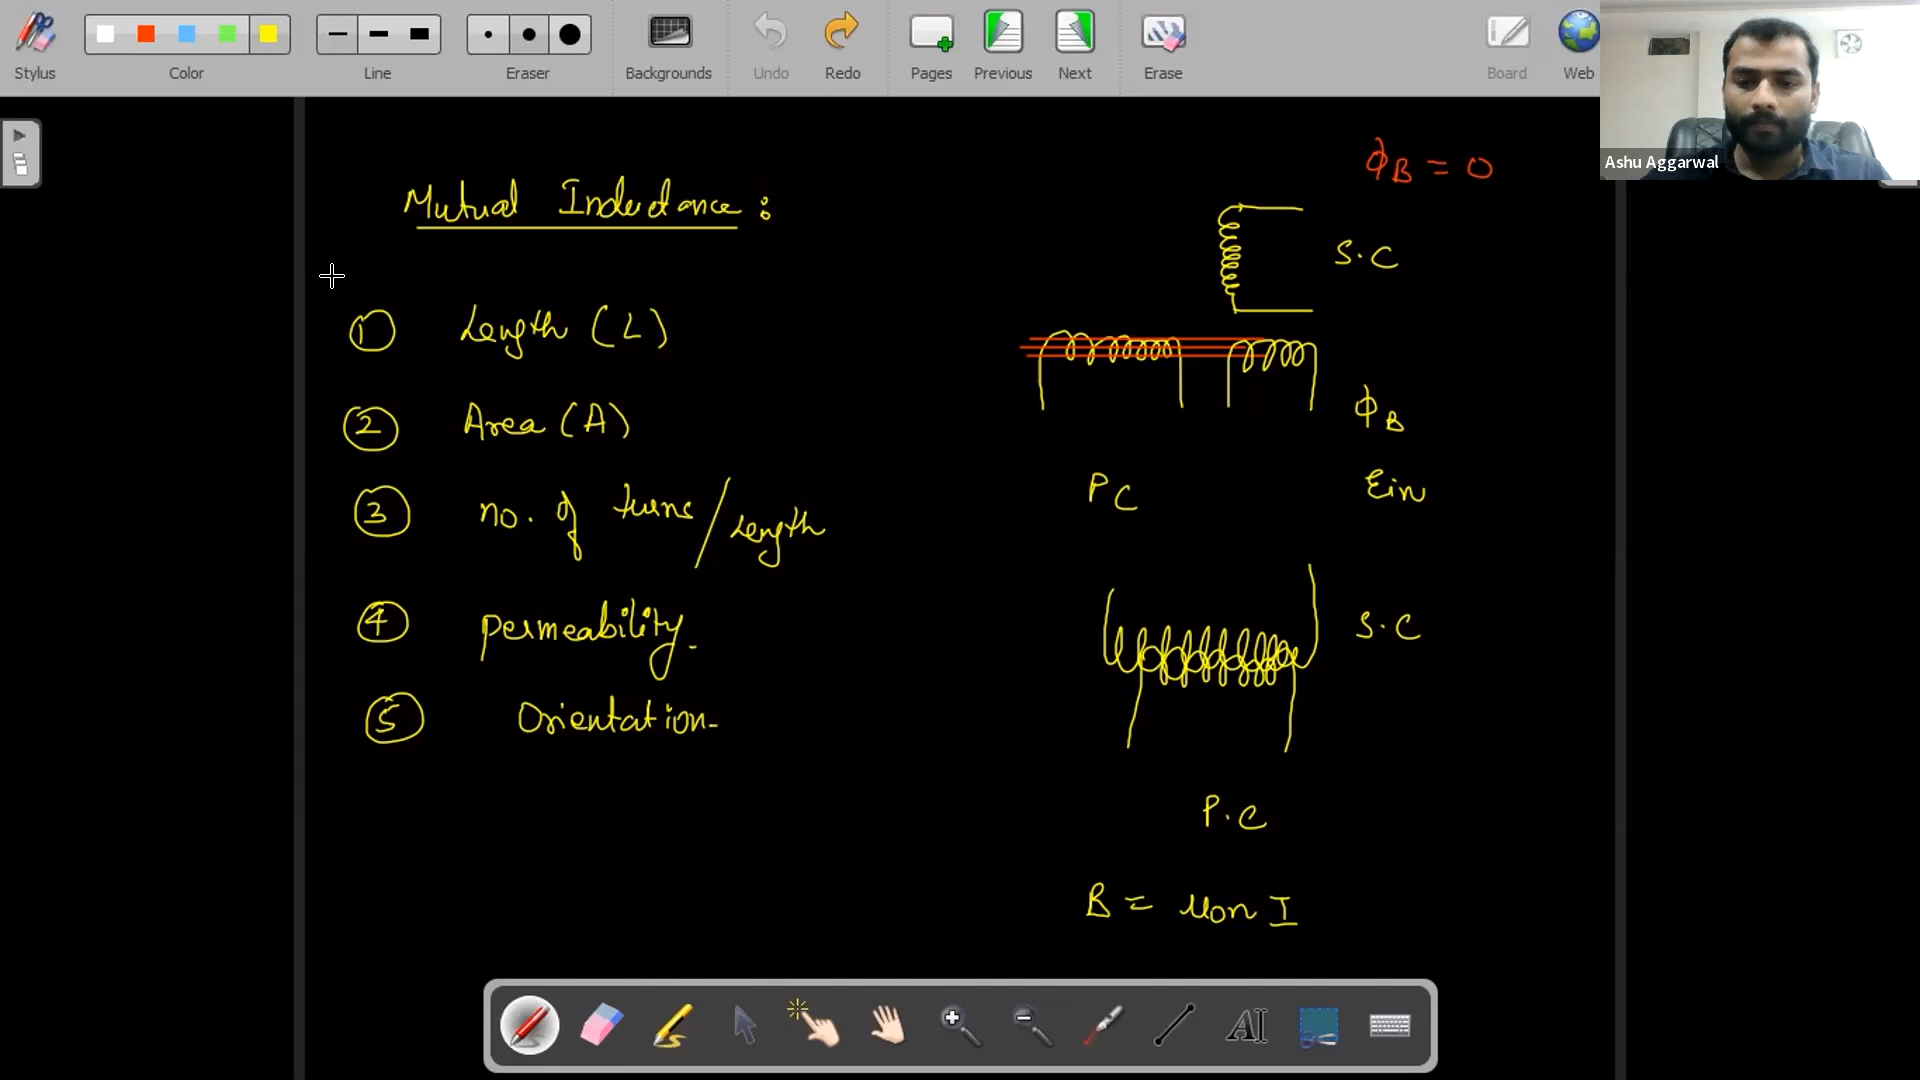 Stylus
Color
Line
Eraser
Backgrounds
Undo
Redo
Pages
Previous
Next
Erase
Board
Web
Ashu Aggarwal
Mutual Inductance :
① Length (L)
② Area (A)
③ no. of turns / Length
④ Permeability.
⑤ Orientation-
ϕB = 0
S.C
ϕB
PC
Ein
S.C
P.C
B = μon I
AI